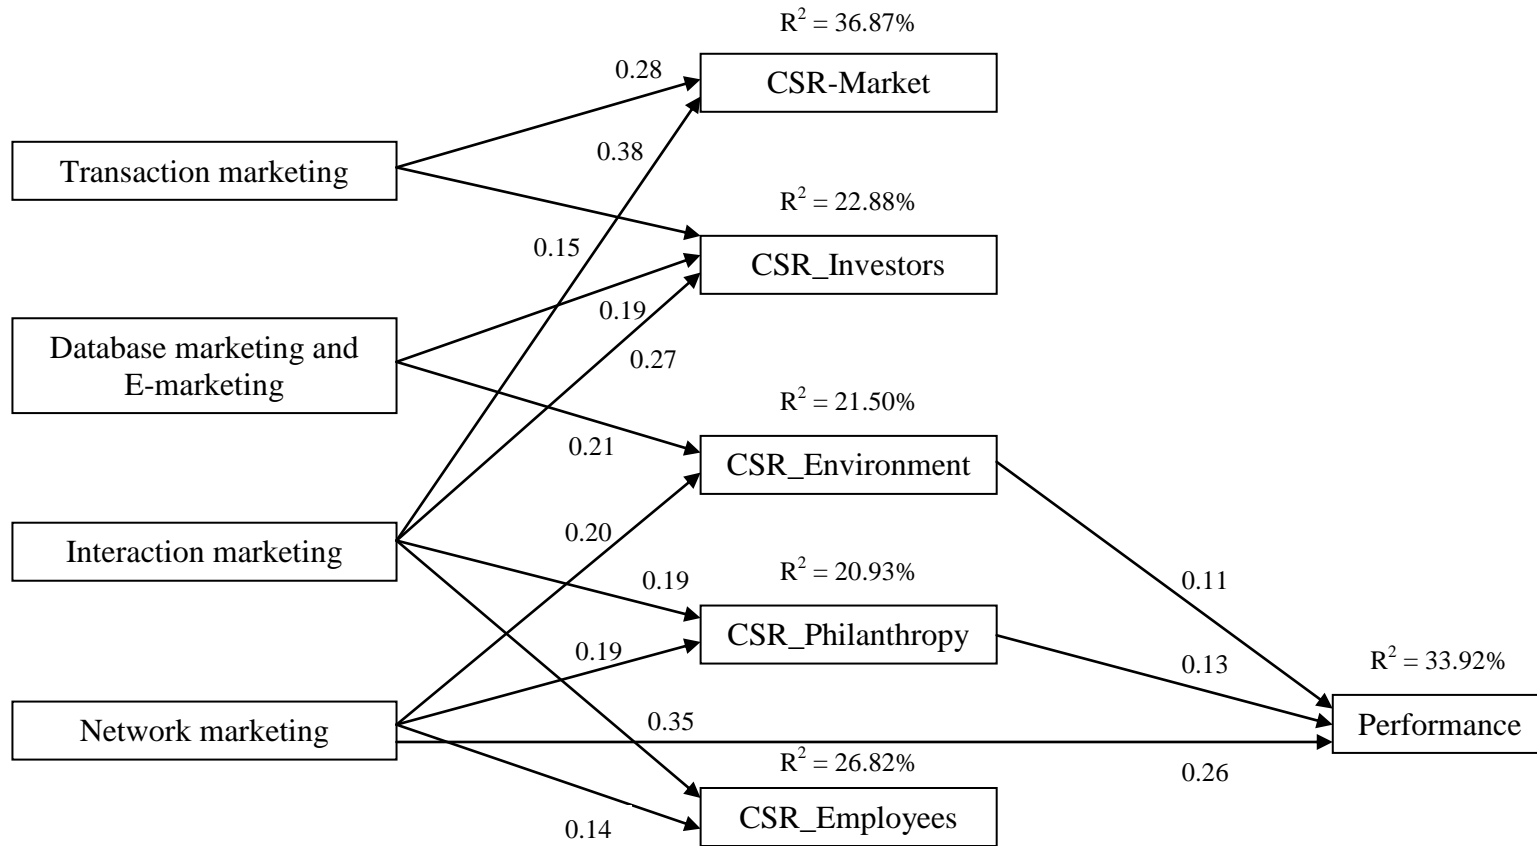 R² = 36.87%
CSR-Market
0.28
0.38
Transaction marketing
R² = 22.88%
0.15
CSR_Investors
0.19
Database marketing and
E-marketing
0.27
R² = 21.50%
0.21
CSR_Environment
0.20
Interaction marketing
R² = 20.93%
0.19
0.11
CSR_Philanthropy
0.19
0.13
R² = 33.92%
Network marketing
0.35
Performance
R² = 26.82%
0.26
CSR_Employees
0.14